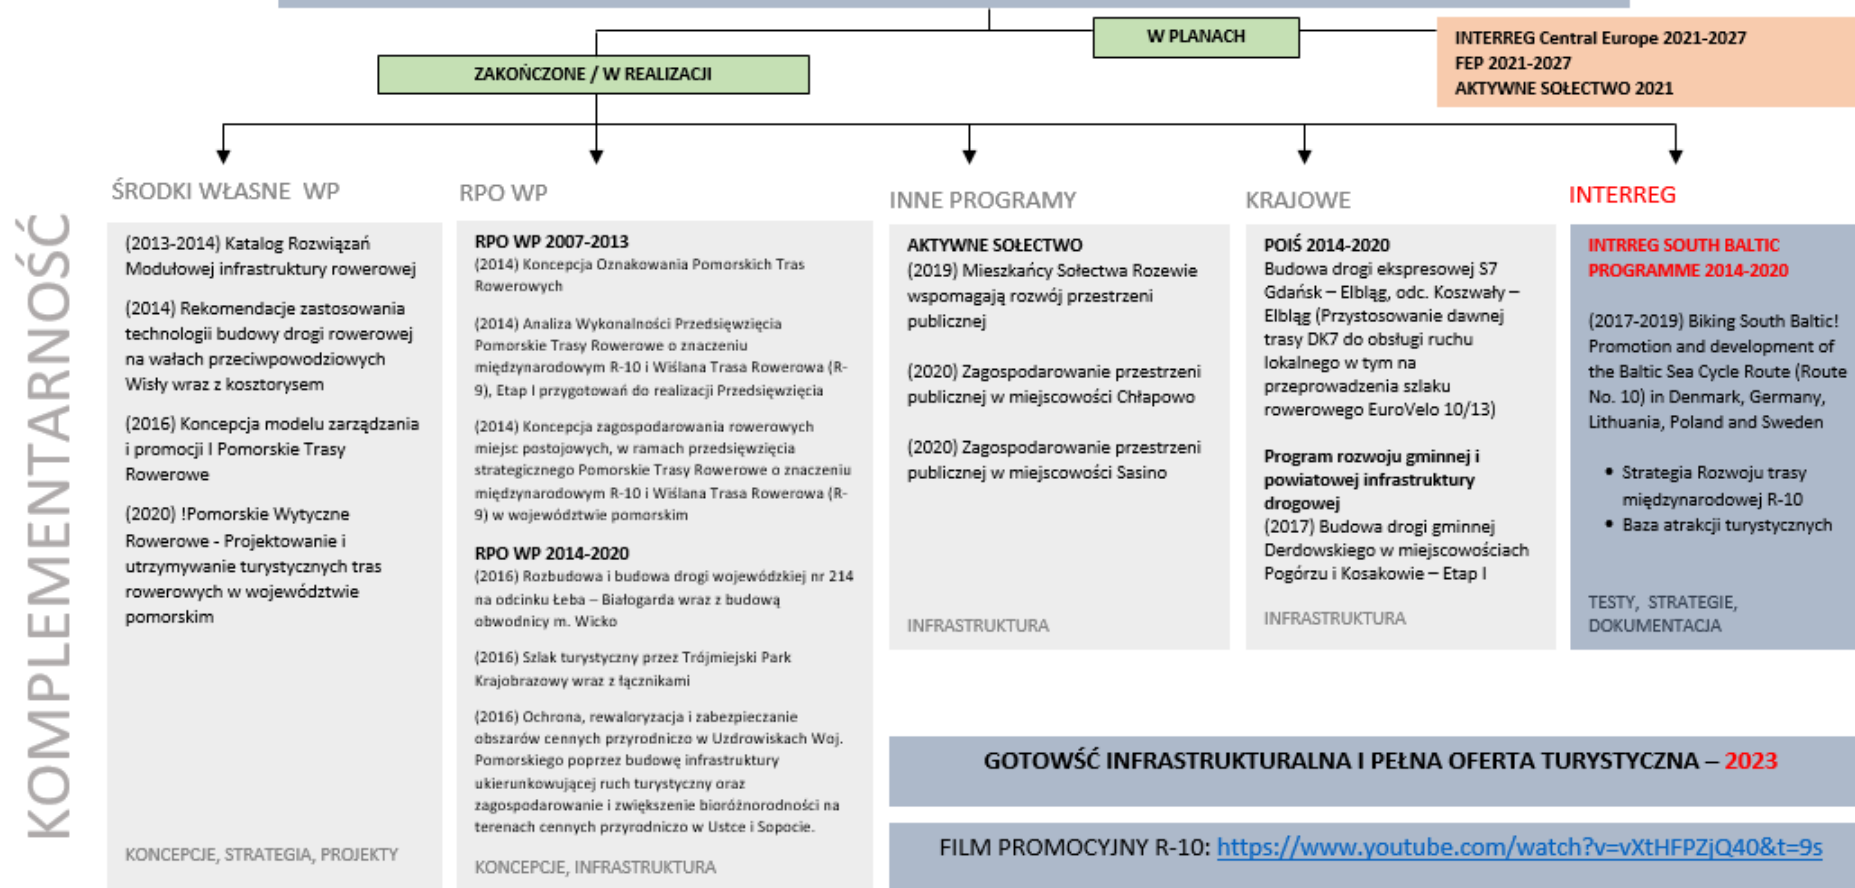 W PLANACH
INTERREG Central Europe 2021-2027
FEP 2021-2027
AKTYWNE SOŁECTWO 2021
ZAKOŃCZONE / W REALIZACJI
KOMPLEMENTARNOŚĆ
ŚRODKI WŁASNE WP
(2013-2014) Katalog Rozwiązań
Modułowej infrastruktury rowerowej
(2014) Rekomendacje zastosowania
technologii budowy drogi rowerowej
na wałach przeciwpowodziowych
Wisły wraz z kosztorysem
(2016) Koncepcja modelu zarządzania
i promocji I Pomorskie Trasy
Rowerowe
(2020) !Pomorskie Wytyczne
Rowerowe - Projektowanie i
utrzymywanie turystycznych tras
rowerowych w województwie
pomorskim
KONCEPCJE, STRATEGIA, PROJEKTY
RPO WP
RPO WP 2007-2013
(2014) Koncepcja Oznakowania Pomorskich Tras
Rowerowych
(2014) Analiza Wykonalności Przedsięwzięcia
Pomorskie Trasy Rowerowe o znaczeniu
międzynarodowym R-10 i Wiślana Trasa Rowerowa (R-
9), Etap I przygotowań do realizacji Przedsięwzięcia
(2014) Koncepcja zagospodarowania rowerowych
miejsc postojowych, w ramach przedsięwzięcia
strategicznego Pomorskie Trasy Rowerowe o znaczeniu
międzynarodowym R-10 i Wiślana Trasa Rowerowa (R-
9) w województwie pomorskim
RPO WP 2014-2020
(2016) Rozbudowa i budowa drogi wojewódzkiej nr 214
na odcinku Łeba – Białogarda wraz z budową
obwodnicy m. Wicko
(2016) Szlak turystyczny przez Trójmiejski Park
Krajobrazowy wraz z łącznikami
(2016) Ochrona, rewaloryzacja i zabezpieczanie
obszarów cennych przyrodniczo w Uzdrowiskach Woj.
Pomorskiego poprzez budowę infrastruktury
ukierunkowującej ruch turystyczny oraz
zagospodarowanie i zwiększenie bioróżnorodności na
terenach cennych przyrodniczo w Ustce i Sopocie.
KONCEPCJE, INFRASTRUKTURA
INNE PROGRAMY
AKTYWNE SOŁECTWO
(2019) Mieszkańcy Sołectwa Rozewie
wspomagają rozwój przestrzeni
publicznej
(2020) Zagospodarowanie przestrzeni
publicznej w miejscowości Chłapowo
(2020) Zagospodarowanie przestrzeni
publicznej w miejscowości Sasino
INFRASTRUKTURA
KRAJOWE
POIŚ 2014-2020
Budowa drogi ekspresowej S7
Gdańsk – Elbląg, odc. Koszwały –
Elbląg (Przystosowanie dawnej
trasy DK7 do obsługi ruchu
lokalnego w tym na
przeprowadzenia szlaku
rowerowego EuroVelo 10/13)
Program rozwoju gminnej i
powiatowej infrastruktury
drogowej
(2017) Budowa drogi gminnej
Derdowskiego w miejscowościach
Pogórzu i Kosakowie – Etap I
INFRASTRUKTURA
INTERREG
INTRREG SOUTH BALTIC
PROGRAMME 2014-2020
(2017-2019) Biking South Baltic!
Promotion and development of
the Baltic Sea Cycle Route (Route
No. 10) in Denmark, Germany,
Lithuania, Poland and Sweden
• Strategia Rozwoju trasy
międzynarodowej R-10
• Baza atrakcji turystycznych
TESTY, STRATEGIE,
DOKUMENTACJA
GOTOWŚĆ INFRASTRUKTURALNA I PEŁNA OFERTA TURYSTYCZNA – 2023
FILM PROMOCYJNY R-10: https://www.youtube.com/watch?v=vXtHFPZjQ40&t=9s